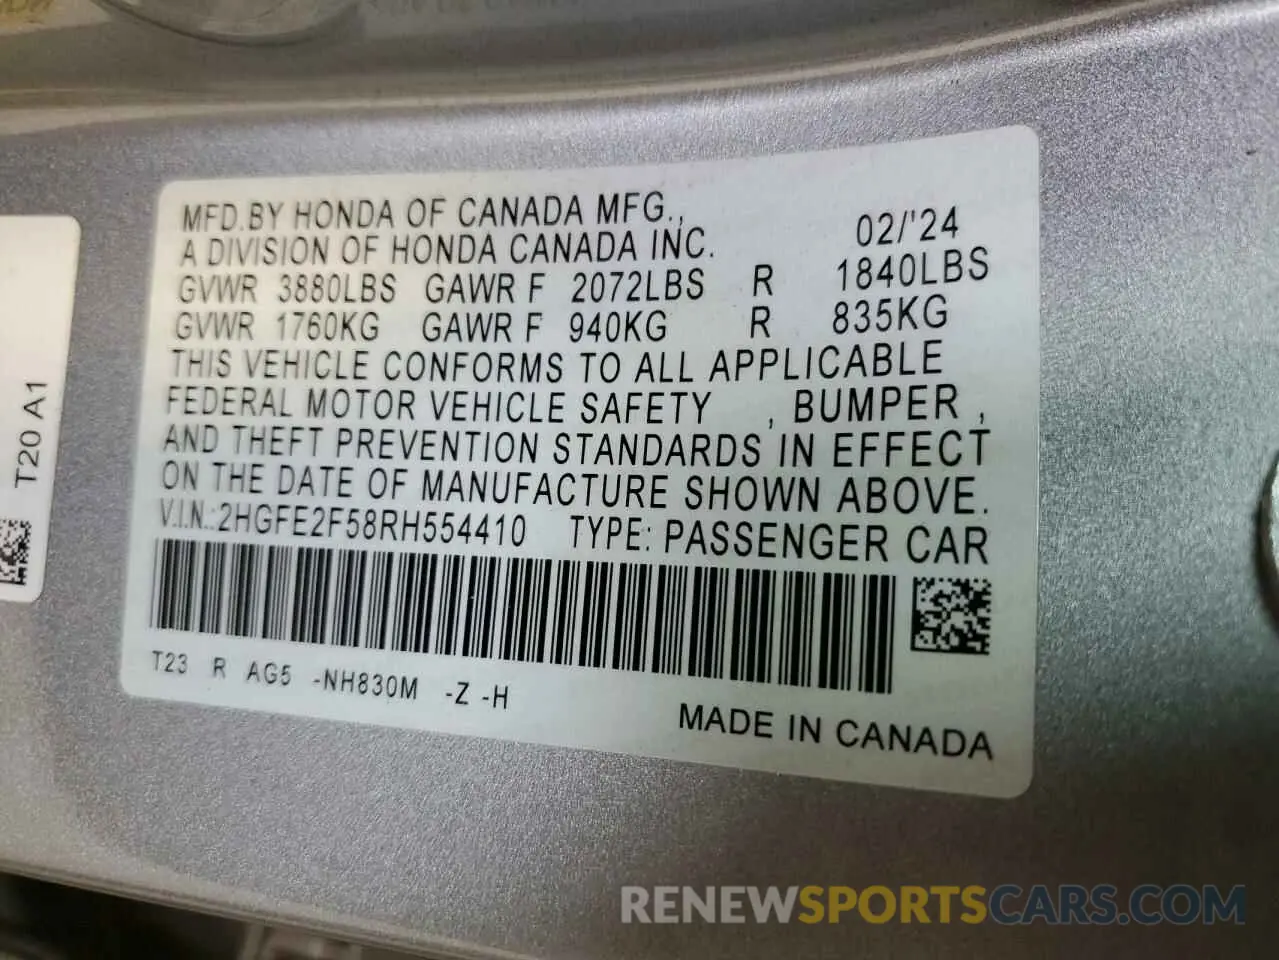 MFD.BY HONDA OF CANADA MFG.,
A DIVISION OF HONDA CANADA INC. 02/'24
GVWR 3880LBS GAWR F 2072LBS R 1840LBS
GVWR 1760KG GAWR F 940KG R 835KG
THIS VEHICLE CONFORMS TO ALL APPLICABLE
FEDERAL MOTOR VEHICLE SAFETY , BUMPER ,
AND THEFT PREVENTION STANDARDS IN EFFECT
ON THE DATE OF MANUFACTURE SHOWN ABOVE.
V.I.N.:2HGFE2F58RH554410 TYPE: PASSENGER CAR
T23 R AG5 -NH830M -Z -H
MADE IN CANADA
T20 A1
RENEWSPORTSCARS.COM